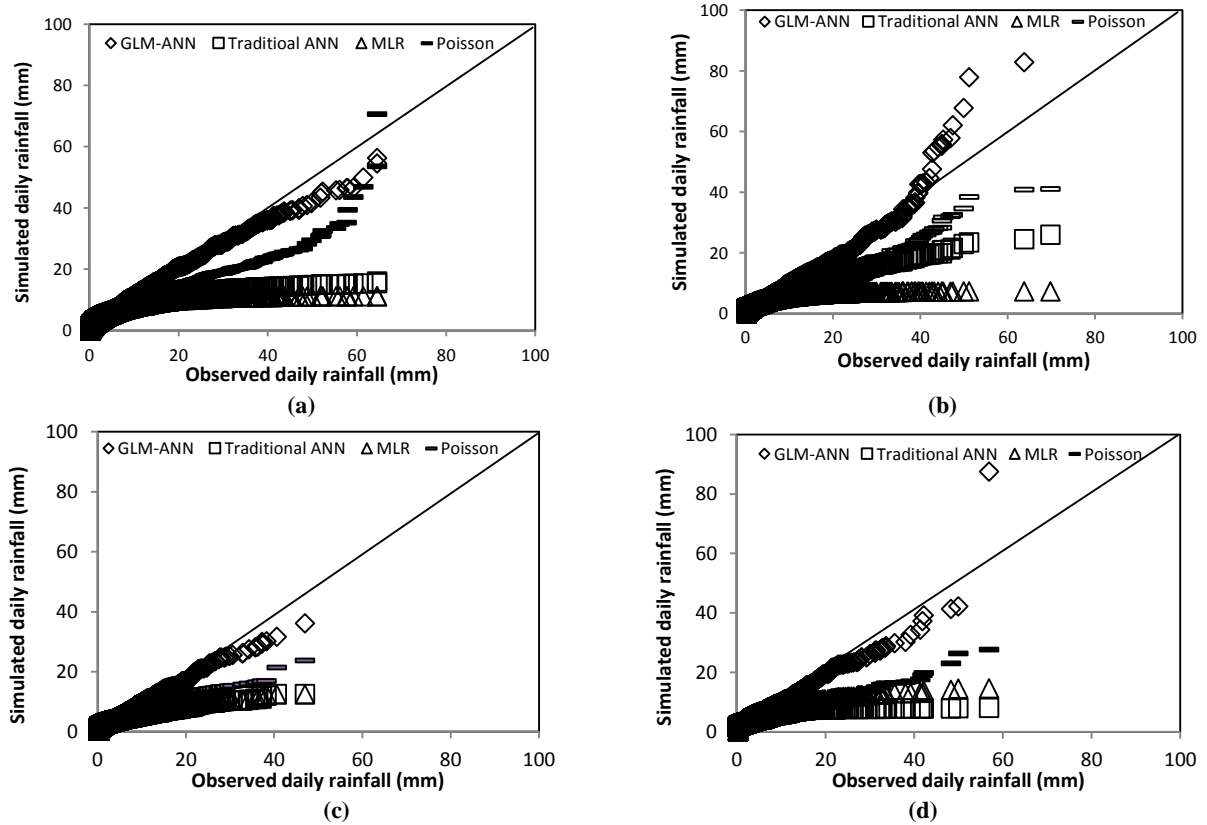 100
80
60
40
20
0
Simulated daily rainfall (mm)
GLM-ANN Traditioal ANN MLR Poisson
0 20 40 60 80 100
Observed daily rainfall (mm)
(a)
100
80
60
40
20
0
Simulated daily rainfall (mm)
GLM-ANN Traditional ANN MLR Poisson
0 20 40 60 80 100
Observed daily rainfall (mm)
(b)
100
80
60
40
20
0
Simulated daily rainfall (mm)
GLM-ANN Traditional ANN MLR Poisson
0 20 40 60 80 100
Observed daily rainfall (mm)
(c)
100
80
60
40
20
0
Simulated daily rainfall (mm)
GLM-ANN Traditional ANN MLR Poisson
0 20 40 60 80 100
Observed daily rainfall (mm)
(d)